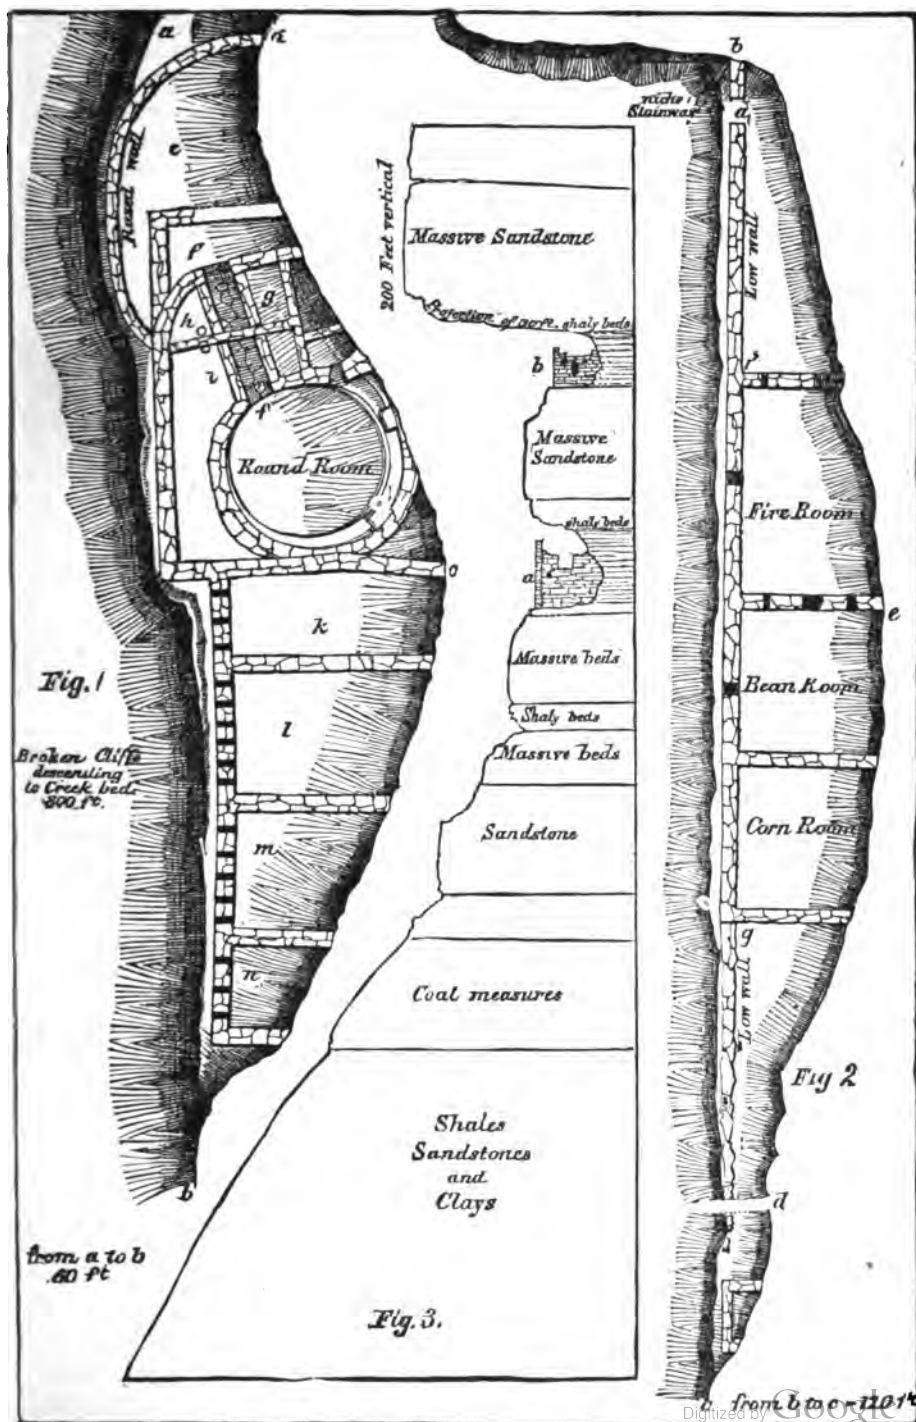 a
c
e
Rused wall
f
g
h
i
f
Round Room
o
k
l
m
n
b
Fig. 1
Broken Cliffs
descending
to Creek bed
800 ft.
from a to b
60 ft
200 Feet vertical
Massive Sandstone
Projection of
shaly beds
b
Massive
Sandstone
shaly beds
a
Massive beds
Shaly beds
Massive beds
Sandstone
Coal measures
Shales
Sandstones
and
Clays
Fig. 3.
b
niche
Stairway
a
Low wall
s
Fire Room
e
Bean Room
Corn Room
g
Low wall
Fig 2
d
from b to c = 120 ft
Digitized by Google